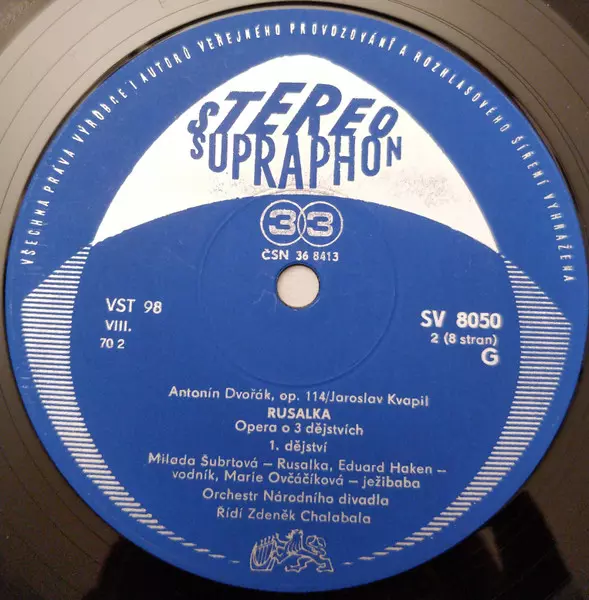 VŠECHNA PRÁVA VÝROBCE I AUTORŮ VEŘEJNÉHO PROVOZOVÁNÍ A ROZHLASOVÉHO ŠÍŘENÍ VYHRAŽENA
STEREO
SUPRAPHON
33
ČSN 36 8413
VST 98
VIII.
70 2
SV 8050
2 (8 stran)
G
Antonín Dvořák, op. 114/Jaroslav Kvapil
RUSALKA
Opera o 3 dějstvích
1. dějství
Milada Šubrtová – Rusalka, Eduard Haken –
vodník, Marie Ovčáčíková – ježibaba
Orchestr Národního divadla
Řídí Zdeněk Chalabala